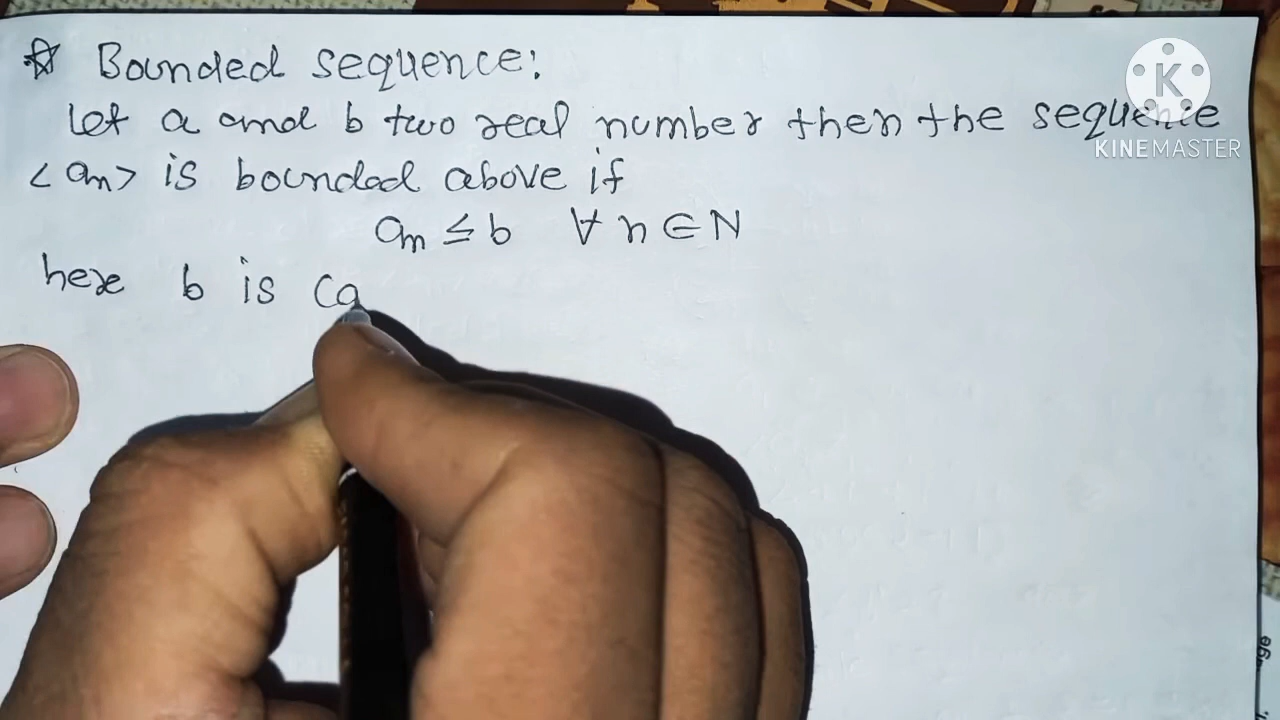 ☆ Bounded sequence:
Let a and b two real number then the sequence
<an> is bounded above if
an ≤ b ∀ n ∈ N
here b is ca
K
KINEMASTER